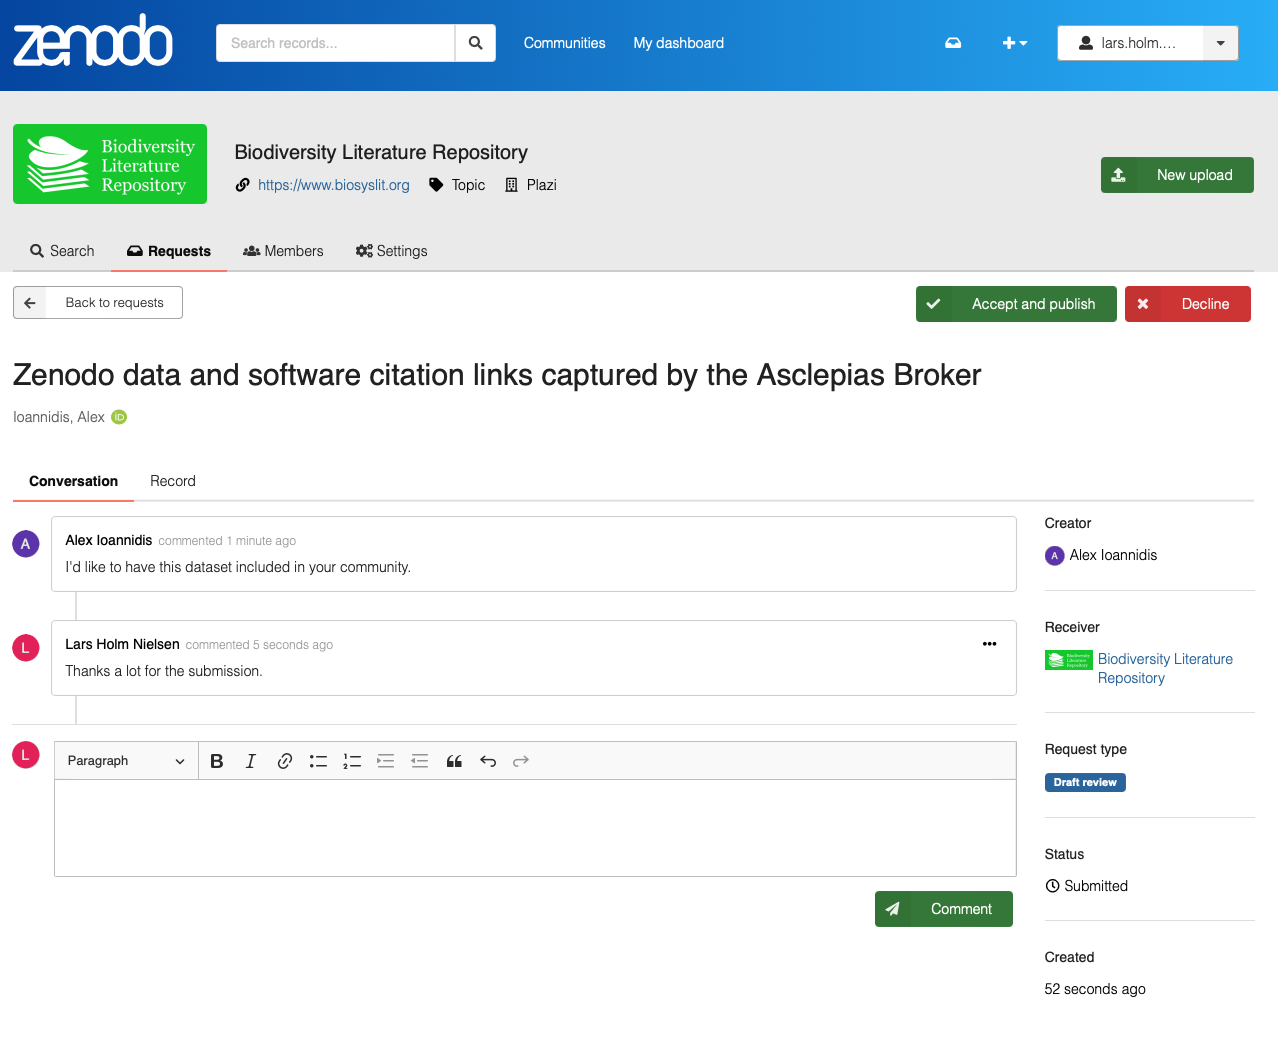 zenodo
Search records...
Communities
My dashboard
lars.holm....
Biodiversity
Literature
Repository
Biodiversity Literature Repository
https://www.biosyslit.org
Topic
Plazi
New upload
Search
Requests
Members
Settings
Back to requests
Accept and publish
Decline
Zenodo data and software citation links captured by the Asclepias Broker
Ioannidis, Alex iD
Conversation
Record
A
Alex Ioannidis commented 1 minute ago
I'd like to have this dataset included in your community.
L
Lars Holm Nielsen commented 5 seconds ago
Thanks a lot for the submission.
L
Paragraph
B I
Comment
Creator
A Alex Ioannidis
Receiver
Biodiversity
Literature
Repository
Biodiversity Literature
Repository
Request type
Draft review
Status
Submitted
Created
52 seconds ago